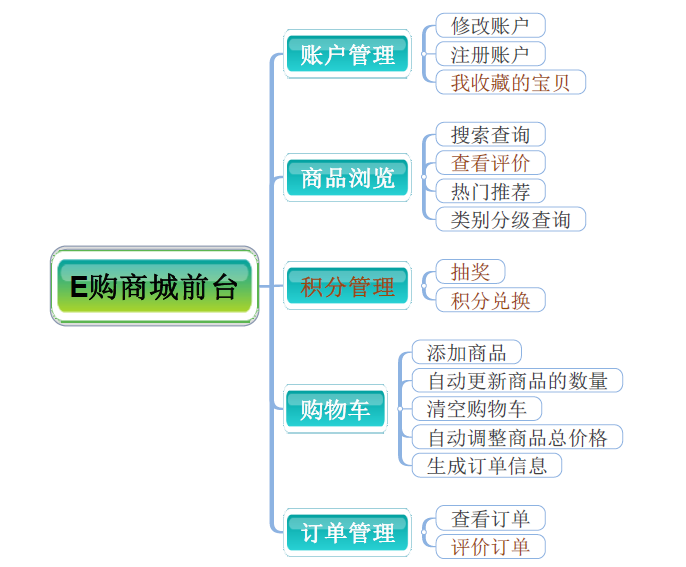 E购商城前台
账户管理
修改账户
注册账户
我收藏的宝贝
商品浏览
搜索查询
查看评价
热门推荐
类别分级查询
积分管理
抽奖
积分兑换
购物车
添加商品
自动更新商品的数量
清空购物车
自动调整商品总价格
生成订单信息
订单管理
查看订单
评价订单